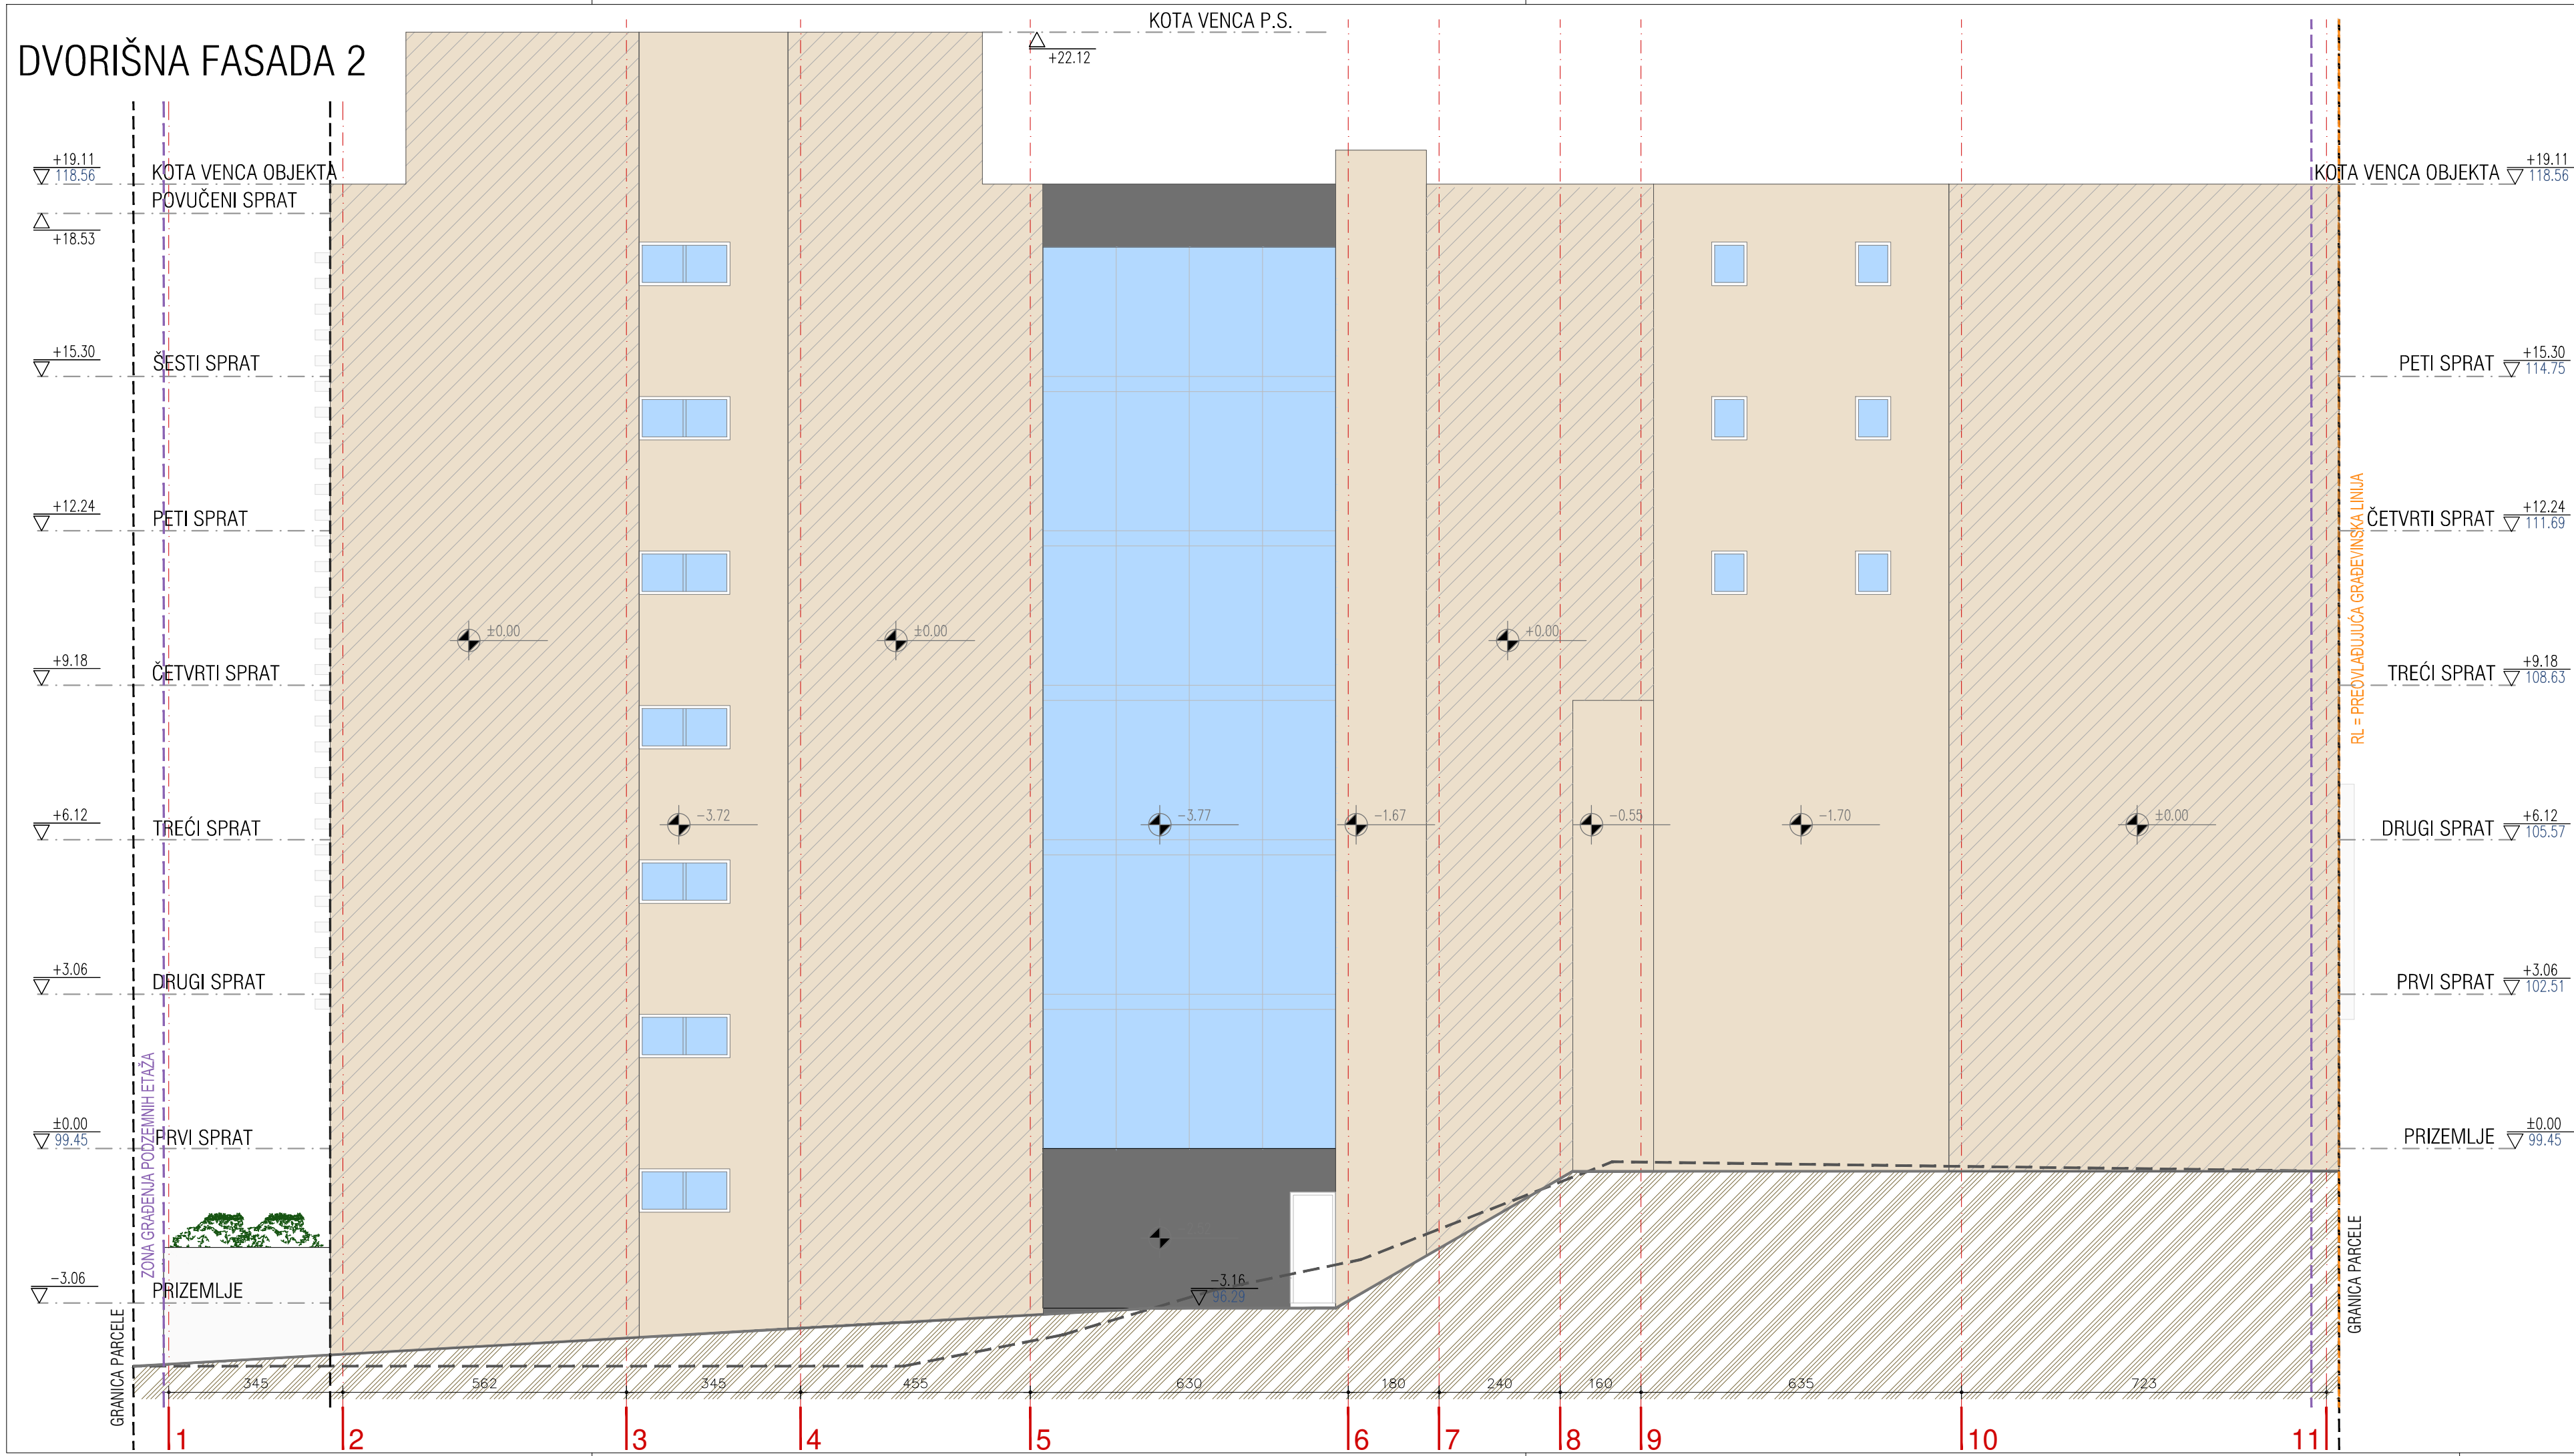 KOTA VENCA P.S.
+22.12
DVORIŠNA FASADA 2
+19.11
118.56
KOTA VENCA OBJEKTA
POVUČENI SPRAT
+18.53
+15.30
ŠESTI SPRAT
+12.24
PETI SPRAT
+9.18
ČETVRTI SPRAT
+6.12
TREĆI SPRAT
+3.06
DRUGI SPRAT
±0.00
99.45
PRVI SPRAT
-3.06
PRIZEMLJE
ZONA GRAĐENJA PODZEMNIH ETAŽA
GRANICA PARCELE
±0.00
±0.00
+0.00
-3.72
-3.77
-1.67
-0.55
-1.70
±0.00
-3.16
96.29
KOTA VENCA OBJEKTA
+19.11
118.56
PETI SPRAT
+15.30
114.75
ČETVRTI SPRAT
+12.24
111.69
TREĆI SPRAT
+9.18
108.63
DRUGI SPRAT
+6.12
105.57
PRVI SPRAT
+3.06
102.51
PRIZEMLJE
±0.00
99.45
RL = PREOVLAĐUJUĆA GRAĐEVINSKA LINIJA
GRANICA PARCELE
345 562 345 455 630 180 240 160 635 723
1 2 3 4 5 6 7 8 9 10 11